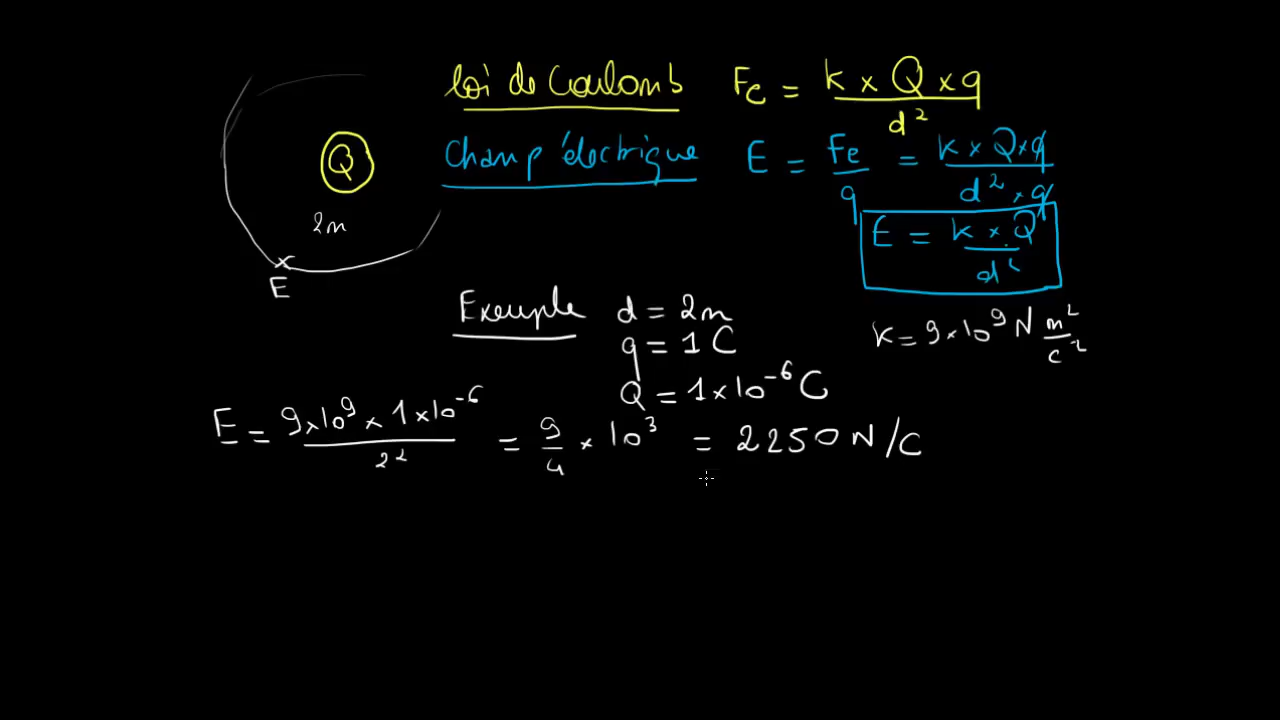 loi de Coulomb Fc = k × Q × q / d²
Champ électrique E = Fe / q = k × Q × q / d² × q
Q
2m
E = k × Q / d²
E
Exemple d = 2m
k = 9 × 10⁹ N m² / c²
q = 1 C
Q = 1 × 10⁻⁶ C
E = 9 × 10⁹ × 1 × 10⁻⁶ / 2² = 9 / 4 × 10³ = 2250 N/C